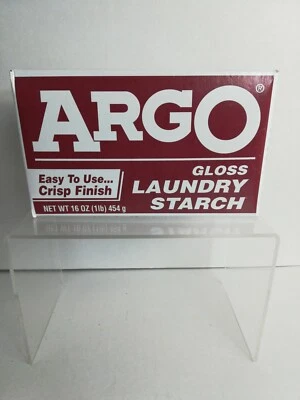 ARGO®
GLOSS
LAUNDRY
STARCH
Easy To Use...
Crisp Finish
NET WT 16 OZ (1lb) 454 g